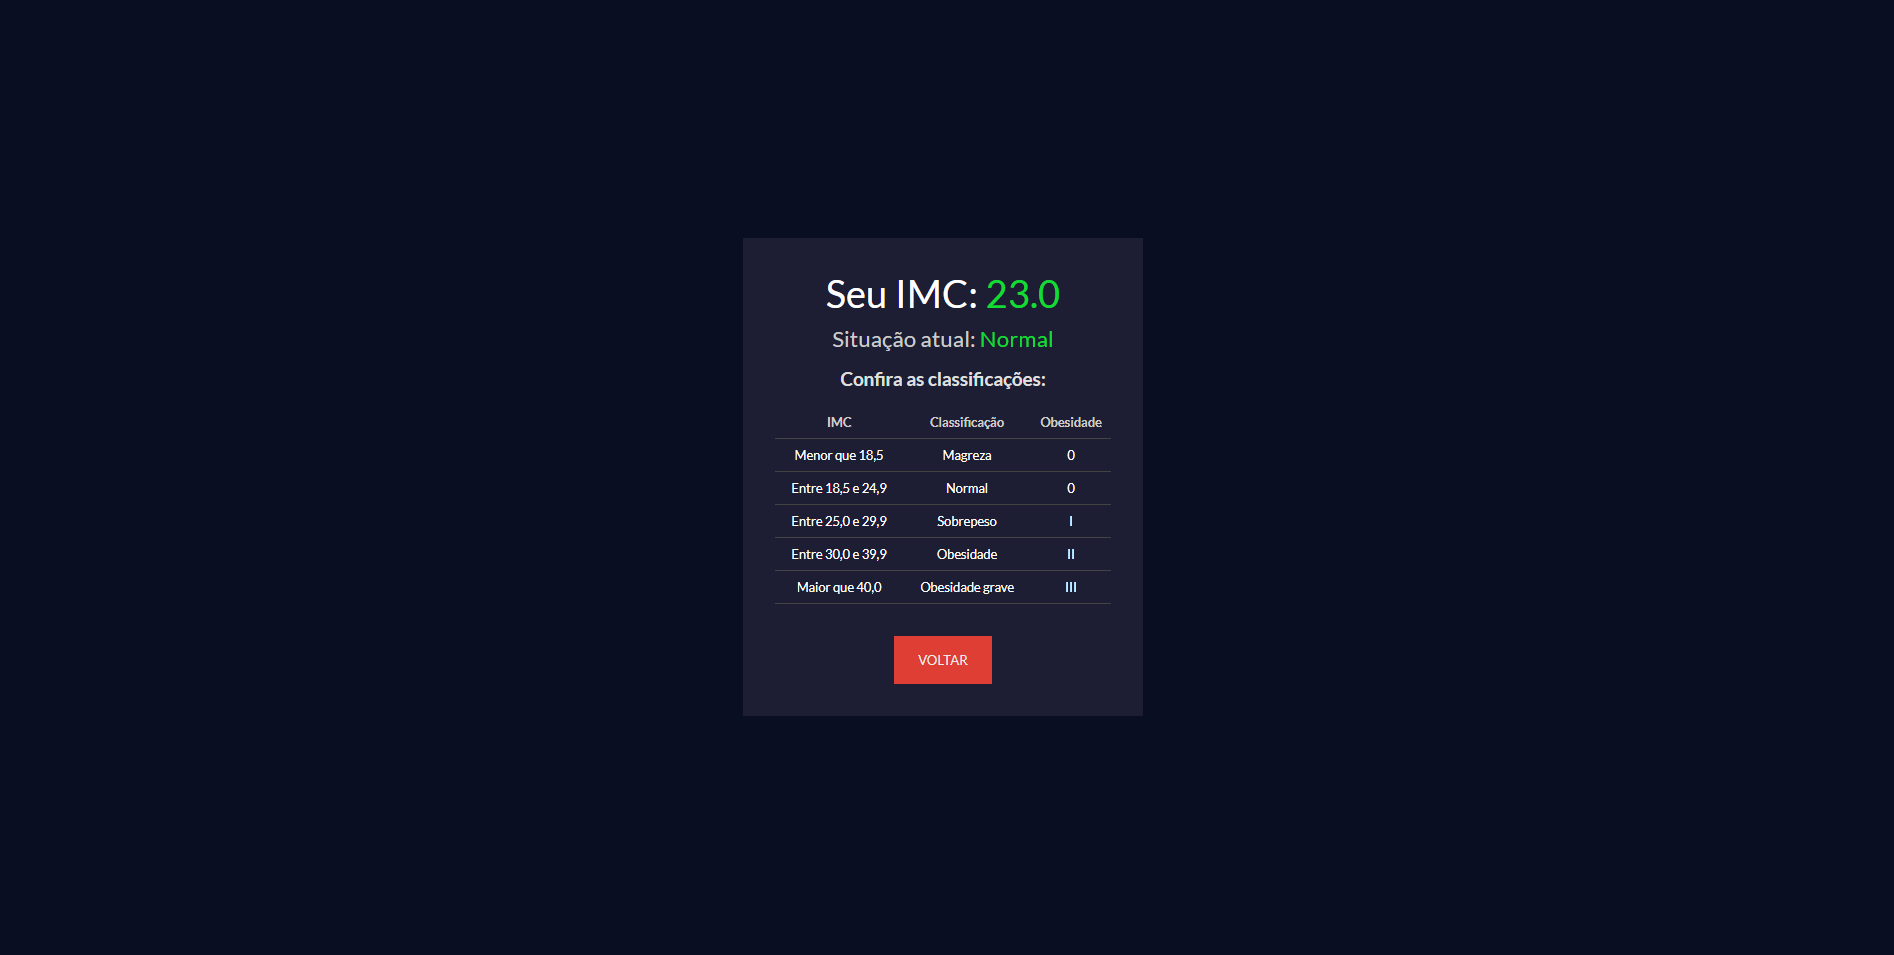 Seu IMC: 23.0
Situação atual: Normal
Confira as classificações:
IMC Classificação Obesidade
Menor que 18,5 Magreza 0
Entre 18,5 e 24,9 Normal 0
Entre 25,0 e 29,9 Sobrepeso I
Entre 30,0 e 39,9 Obesidade II
Maior que 40,0 Obesidade grave III
VOLTAR